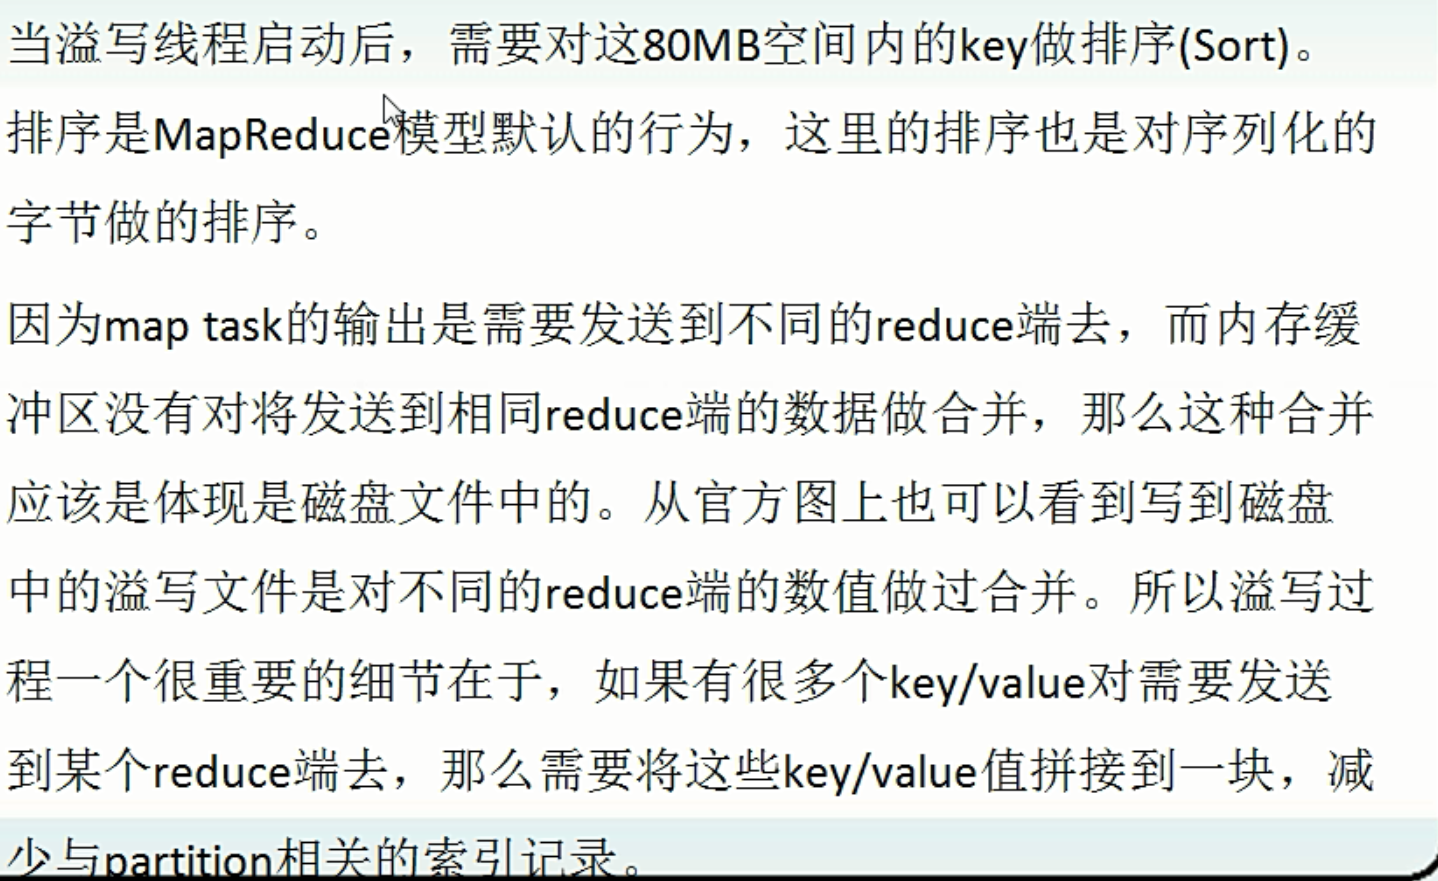 当溢写线程启动后，需要对这80MB空间内的key做排序(Sort)。
排序是MapReduce模型默认的行为，这里的排序也是对序列化的
字节做的排序。
因为map task的输出是需要发送到不同的reduce端去，而内存缓
冲区没有对将发送到相同reduce端的数据做合并，那么这种合并
应该是体现是磁盘文件中的。从官方图上也可以看到写到磁盘
中的溢写文件是对不同的reduce端的数值做过合并。所以溢写过
程一个很重要的细节在于，如果有很多个key/value对需要发送
到某个reduce端去，那么需要将这些key/value值拼接到一块，减
少与partition相关的索引记录。